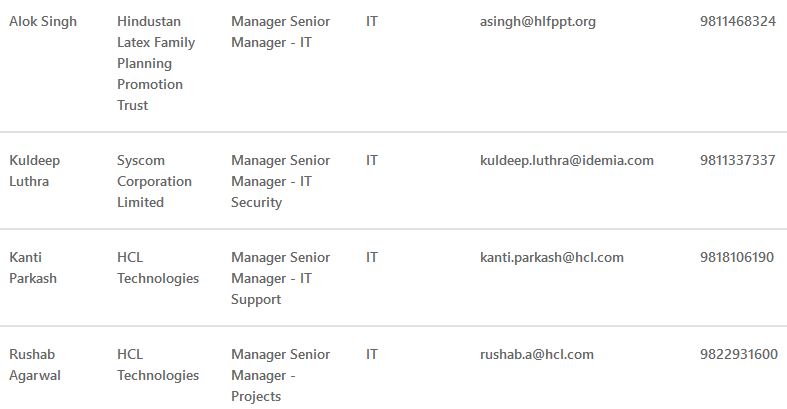 Alok Singh Hindustan Manager Senior IT asingh@hlfppt.org 9811468324
Latex Family Manager - IT
Planning
Promotion
Trust
Kuldeep Syscom Manager Senior IT kuldeep.luthra@idemia.com 9811337337
Luthra Corporation Manager - IT
Limited Security
Kanti HCL Manager Senior IT kanti.parkash@hcl.com 9818106190
Parkash Technologies Manager - IT
Support
Rushab HCL Manager Senior IT rushab.a@hcl.com 9822931600
Agarwal Technologies Manager -
Projects